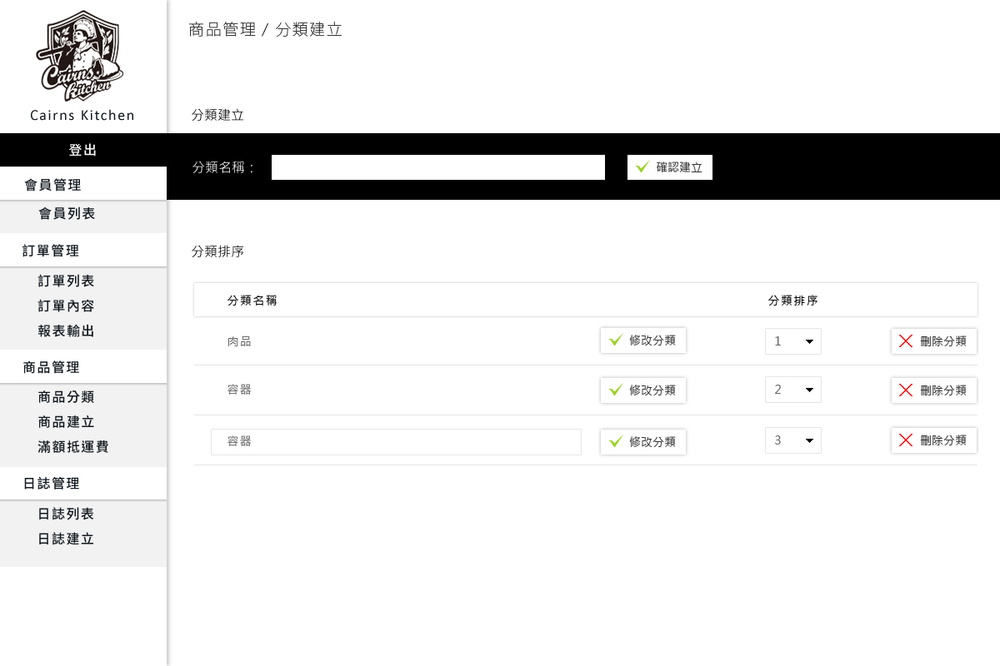 Cairns Kitchen
Cairns Kitchen
登出
會員管理
會員列表
訂單管理
訂單列表
訂單內容
報表輸出
商品管理
商品分類
商品建立
滿額抵運費
日誌管理
日誌列表
日誌建立
商品管理 / 分類建立
分類建立
分類名稱： 確認建立
分類排序
分類名稱 分類排序
肉品 修改分類 1 刪除分類
容器 修改分類 2 刪除分類
容器 修改分類 3 刪除分類